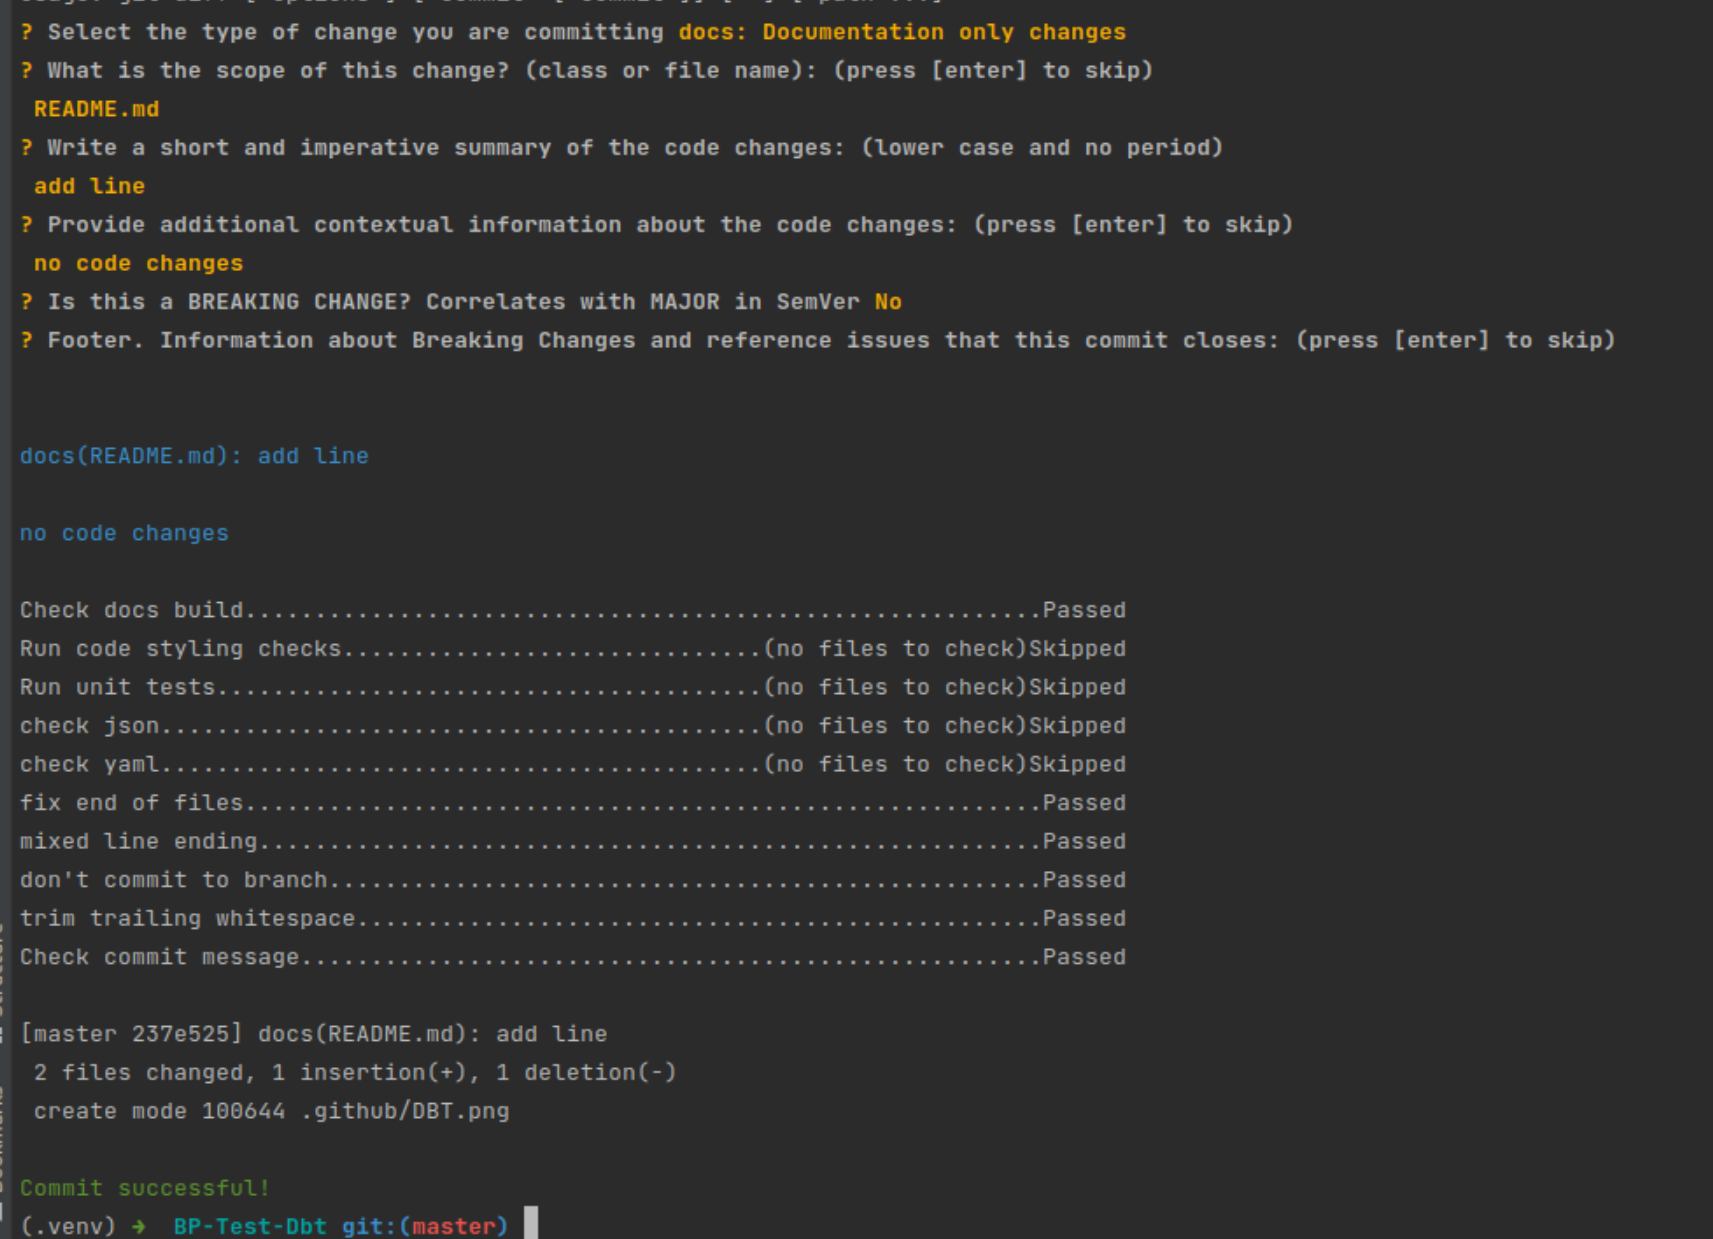 ? Select the type of change you are committing docs: Documentation only changes
? What is the scope of this change? (class or file name): (press [enter] to skip)
 README.md
? Write a short and imperative summary of the code changes: (lower case and no period)
 add line
? Provide additional contextual information about the code changes: (press [enter] to skip)
 no code changes
? Is this a BREAKING CHANGE? Correlates with MAJOR in SemVer No
? Footer. Information about Breaking Changes and reference issues that this commit closes: (press [enter] to skip)
docs(README.md): add line
no code changes
Check docs build.........................................................Passed
Run code styling checks..............................(no files to check)Skipped
Run unit tests.......................................(no files to check)Skipped
check json...........................................(no files to check)Skipped
check yaml...........................................(no files to check)Skipped
fix end of files.........................................................Passed
mixed line ending........................................................Passed
don't commit to branch...................................................Passed
trim trailing whitespace.................................................Passed
Check commit message.....................................................Passed
[master 237e525] docs(README.md): add line
 2 files changed, 1 insertion(+), 1 deletion(-)
 create mode 100644 .github/DBT.png
Commit successful!
(.venv) → BP-Test-Dbt git:(master)